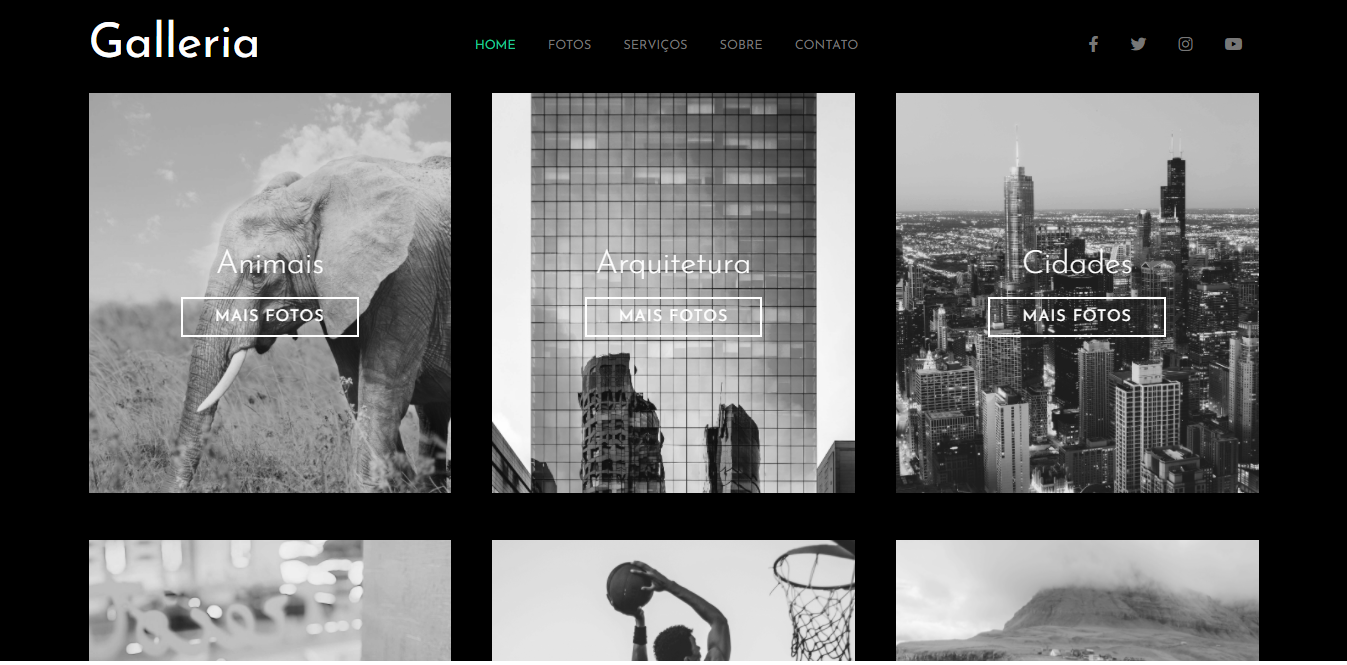 Galleria
HOME FOTOS SERVIÇOS SOBRE CONTATO
Animais
MAIS FOTOS
Arquitetura
MAIS FOTOS
Cidades
MAIS FOTOS